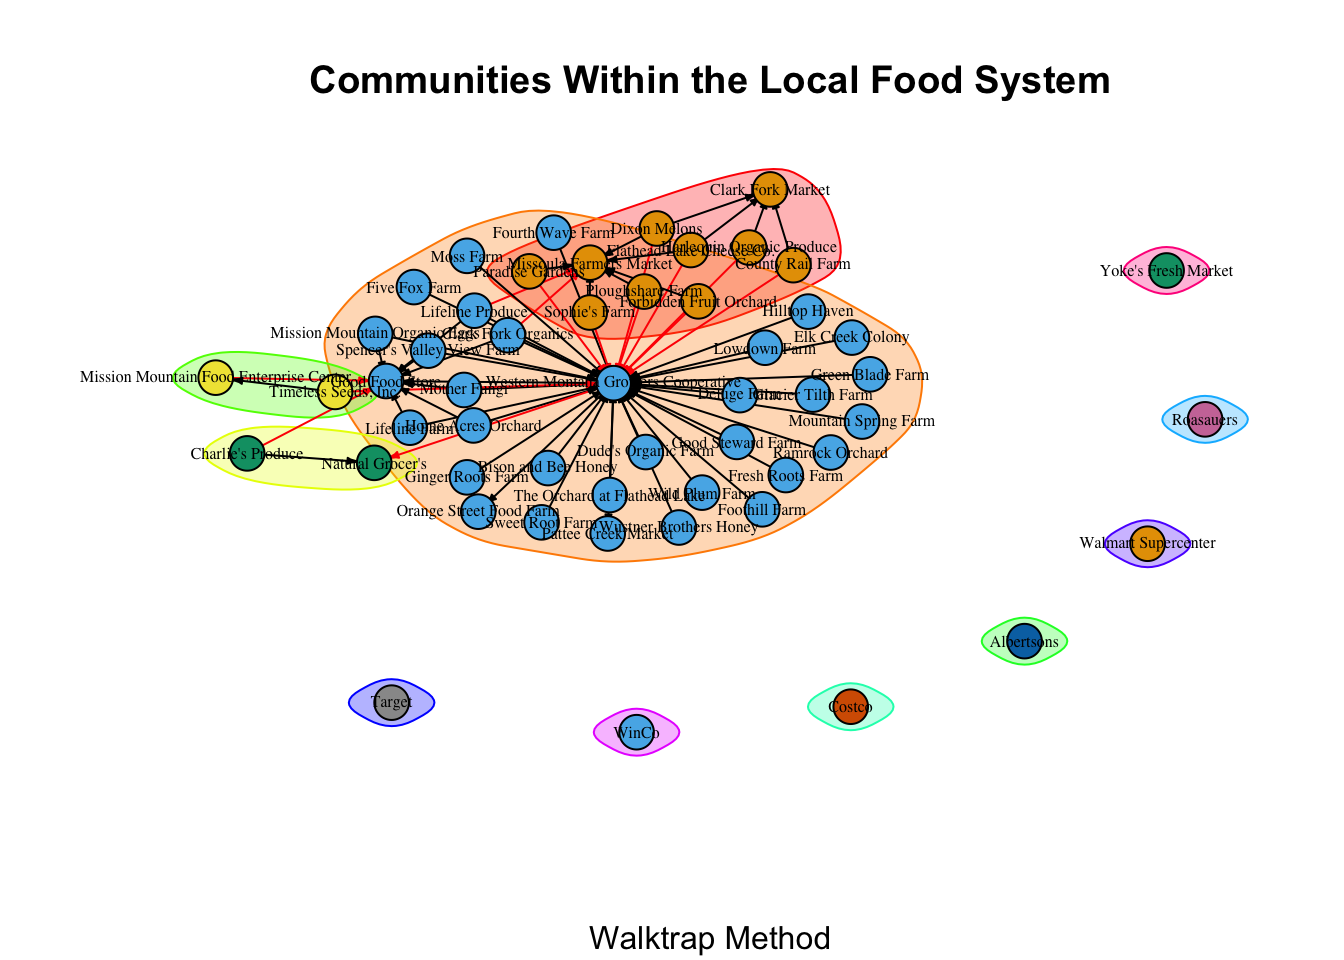 Communities Within the Local Food System
Clark Fork Market
Fourth Wave Farm
Dixon Melons
Harlequin Organic Produce
Flathead Lake Cheese Co.
Moss Farm
Missoula Farmers Market
County Rail Farm
Paradise Gardens
Yoke's Fresh Market
Five Fox Farm
Ploughshare Farm
Forbidden Fruit Orchard
Lifeline Produce
Sophie's Farm
Hilltop Haven
Mission Mountain Organic Eggs
Clark Fork Organics
Elk Creek Colony
Spencer's Valley View Farm
Lowdown Farm
Mission Mountain Food Enterprise Center
Green Blade Farm
Good Food Store
Western Montana Growers Cooperative
Mother Fungi
Timeless Seeds, Inc.
Deluge Farm
Glacier Tilth Farm
Roasauers
Mountain Spring Farm
Lifeline Farm
Home Acres Orchard
Good Steward Farm
Dude's Organic Farm
Ramrock Orchard
Charlie's Produce
Natural Grocer's
Bison and Bee Honey
Ginger Roots Farm
Fresh Roots Farm
The Orchard at Flathead Lake
Wild Plum Farm
Orange Street Food Farm
Foothill Farm
Sweet Root Farm
Wustner Brothers Honey
Pattee Creek Market
Walmart Supercenter
Albertsons
Target
Costco
WinCo
Walktrap Method